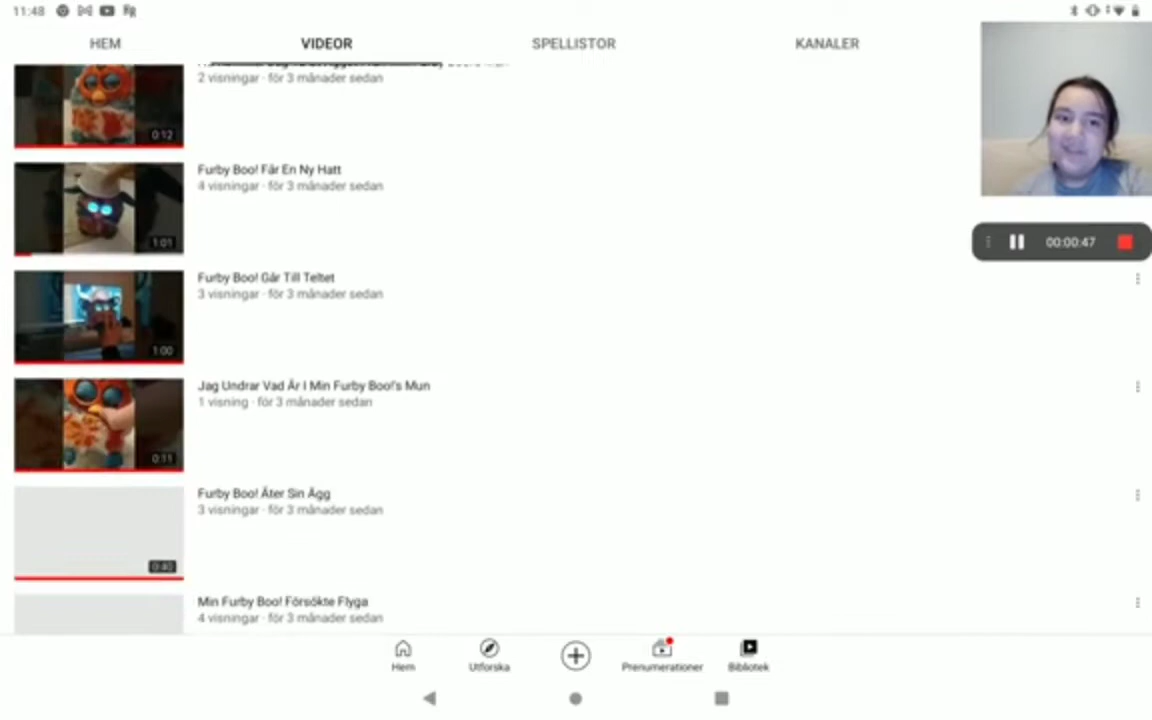 11:48
HEM VIDEOR SPELLISTOR KANALER
2 visningar · för 3 månader sedan
0:12
Furby Boo! Får En Ny Hatt
4 visningar · för 3 månader sedan
1:01
00:00:47
Furby Boo! Går Till Teltet
3 visningar · för 3 månader sedan
1:00
Jag Undrar Vad Är I Min Furby Boo!'s Mun
1 visning · för 3 månader sedan
0:11
Furby Boo! Äter Sin Ägg
3 visningar · för 3 månader sedan
0:40
Min Furby Boo! Försökte Flyga
4 visningar · för 3 månader sedan
Hem Utforska Prenumerationer Bibliotek